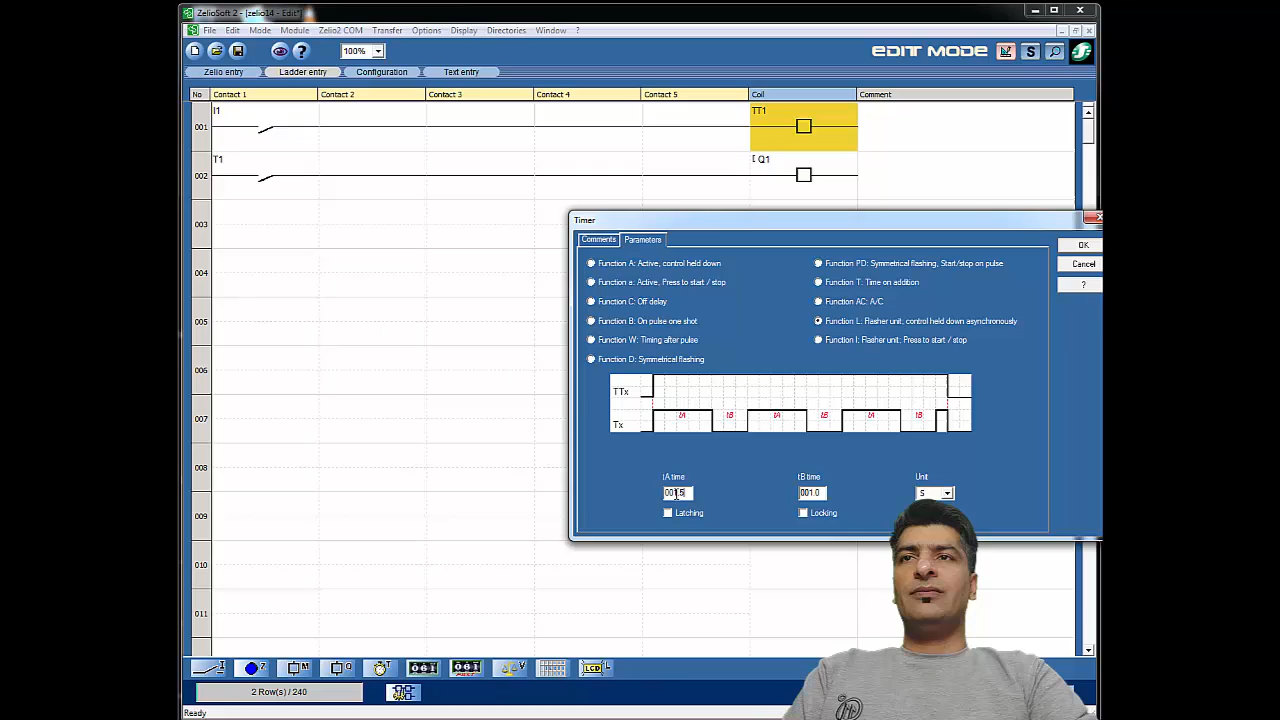 ZelioSoft 2 - [zelio14 - Edit*]
File Edit Mode Module Zelio2 COM Transfer Options Display Directories Window ?
100% EDIT MODE S
Zelio entry Ladder entry Configuration Text entry
No Contact 1 Contact 2 Contact 3 Contact 4 Contact 5 Coil Comment
I1 TT1
001
T1 [ Q1
002
003
004
005
006
007
008
009
010
011
Timer
Comments Parameters
OK
Cancel
?
Function A: Active, control held down
Function a: Active, Press to start / stop
Function C: Off delay
Function B: On pulse one shot
Function W: Timing after pulse
Function D: Symmetrical flashing
Function PD: Symmetrical flashing, Start/stop on pulse
Function T: Time on addition
Function AC: A/C
Function L: Flasher unit; control held down asynchronously
Function l: Flasher unit; Press to start / stop
TTx
tA tB tA tB tA tB
Tx
tA time tB time Unit
001.5 001.0 S
Latching Locking
2 Row(s) / 240
Ready